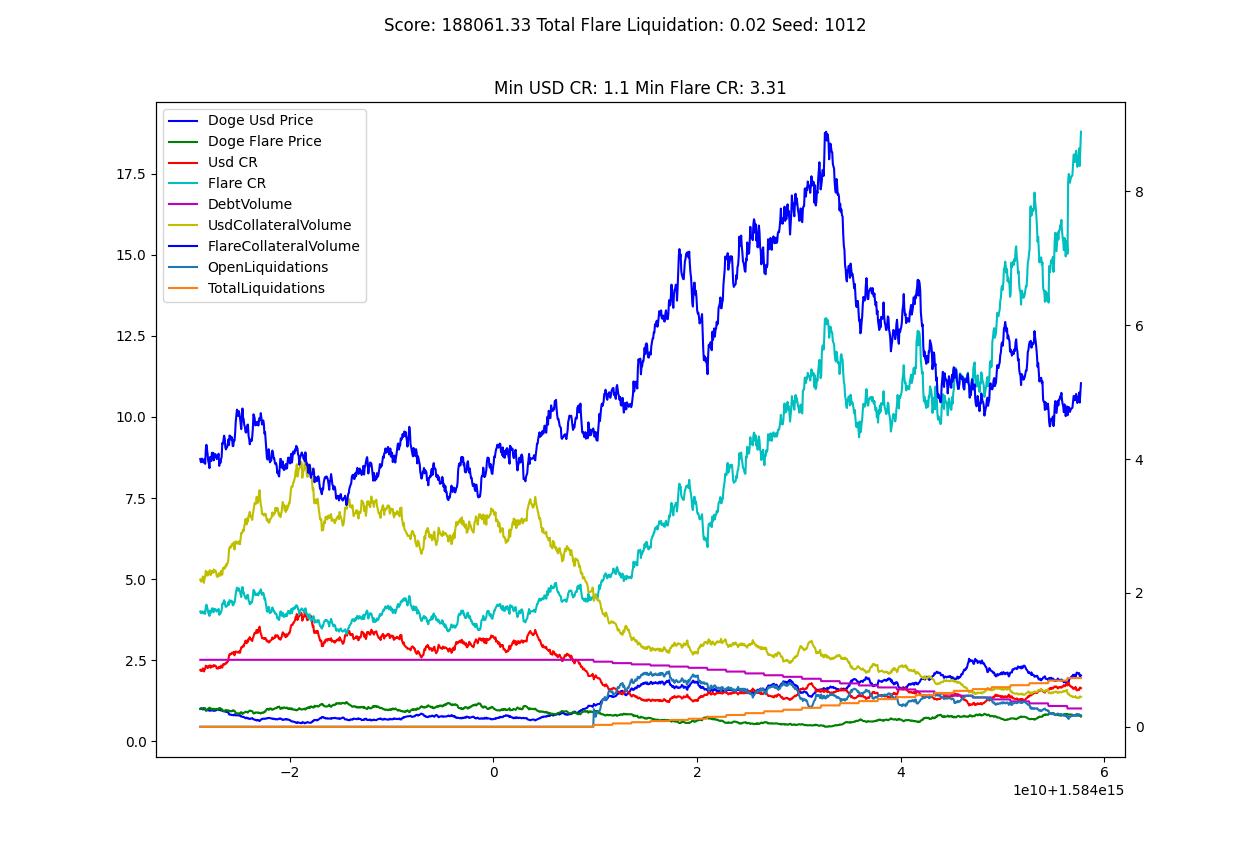 Score: 188061.33 Total Flare Liquidation: 0.02 Seed: 1012
Min USD CR: 1.1 Min Flare CR: 3.31
Doge Usd Price
Doge Flare Price
Usd CR
Flare CR
DebtVolume
UsdCollateralVolume
FlareCollateralVolume
OpenLiquidations
TotalLiquidations
17.5
15.0
12.5
10.0
7.5
5.0
2.5
0.0
8
6
4
2
0
−2
0
2
4
6
1e10+1.584e15